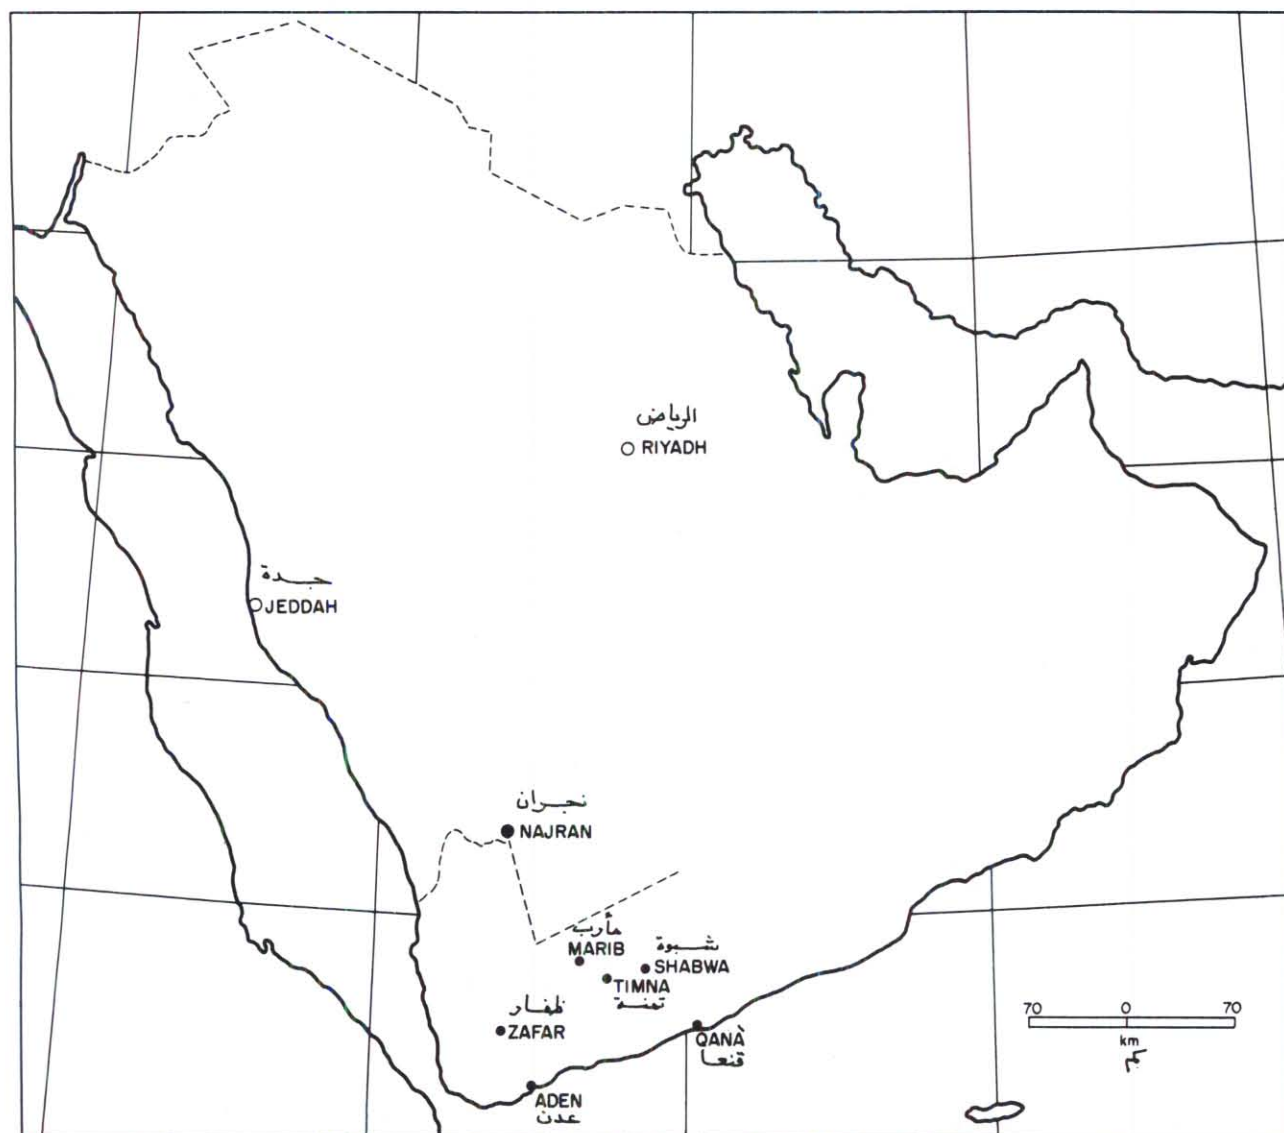 الرياض
RIYADH
جدة
JEDDAH
نجران
NAJRAN
مأرب
MARIB
شبوة
SHABWA
TIMNA
تمنة
ظفار
ZAFAR
QANA'
قنعا
ADEN
عدن
70 0 70
km
كم